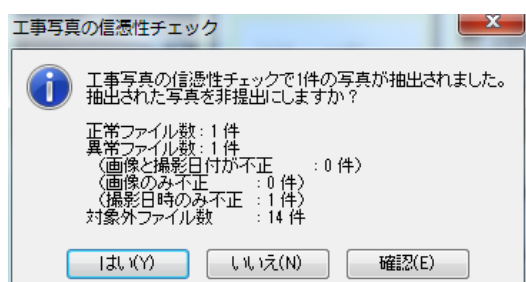 工事写真の信憑性チェック
工事写真の信憑性チェックで1件の写真が抽出されました。
抽出された写真を非提出にしますか？
正常ファイル数：1 件
異常ファイル数：1 件
（画像と撮影日付が不正 ：0 件）
（画像のみ不正 ：0 件）
（撮影日時のみ不正 ：1 件）
対象外ファイル数 ：14 件
はい(Y) いいえ(N) 確認(E)